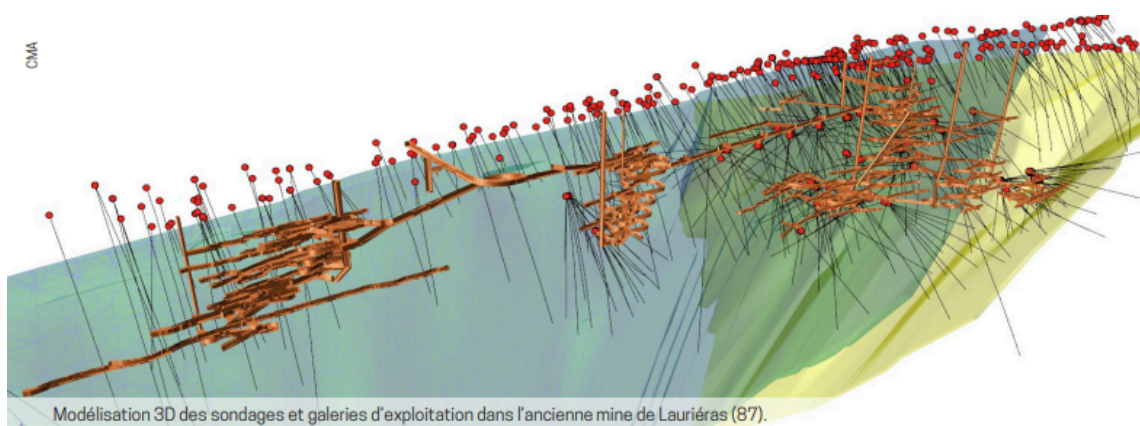 CMA
Modélisation 3D des sondages et galeries d'exploitation dans l'ancienne mine de Lauriéras (87).